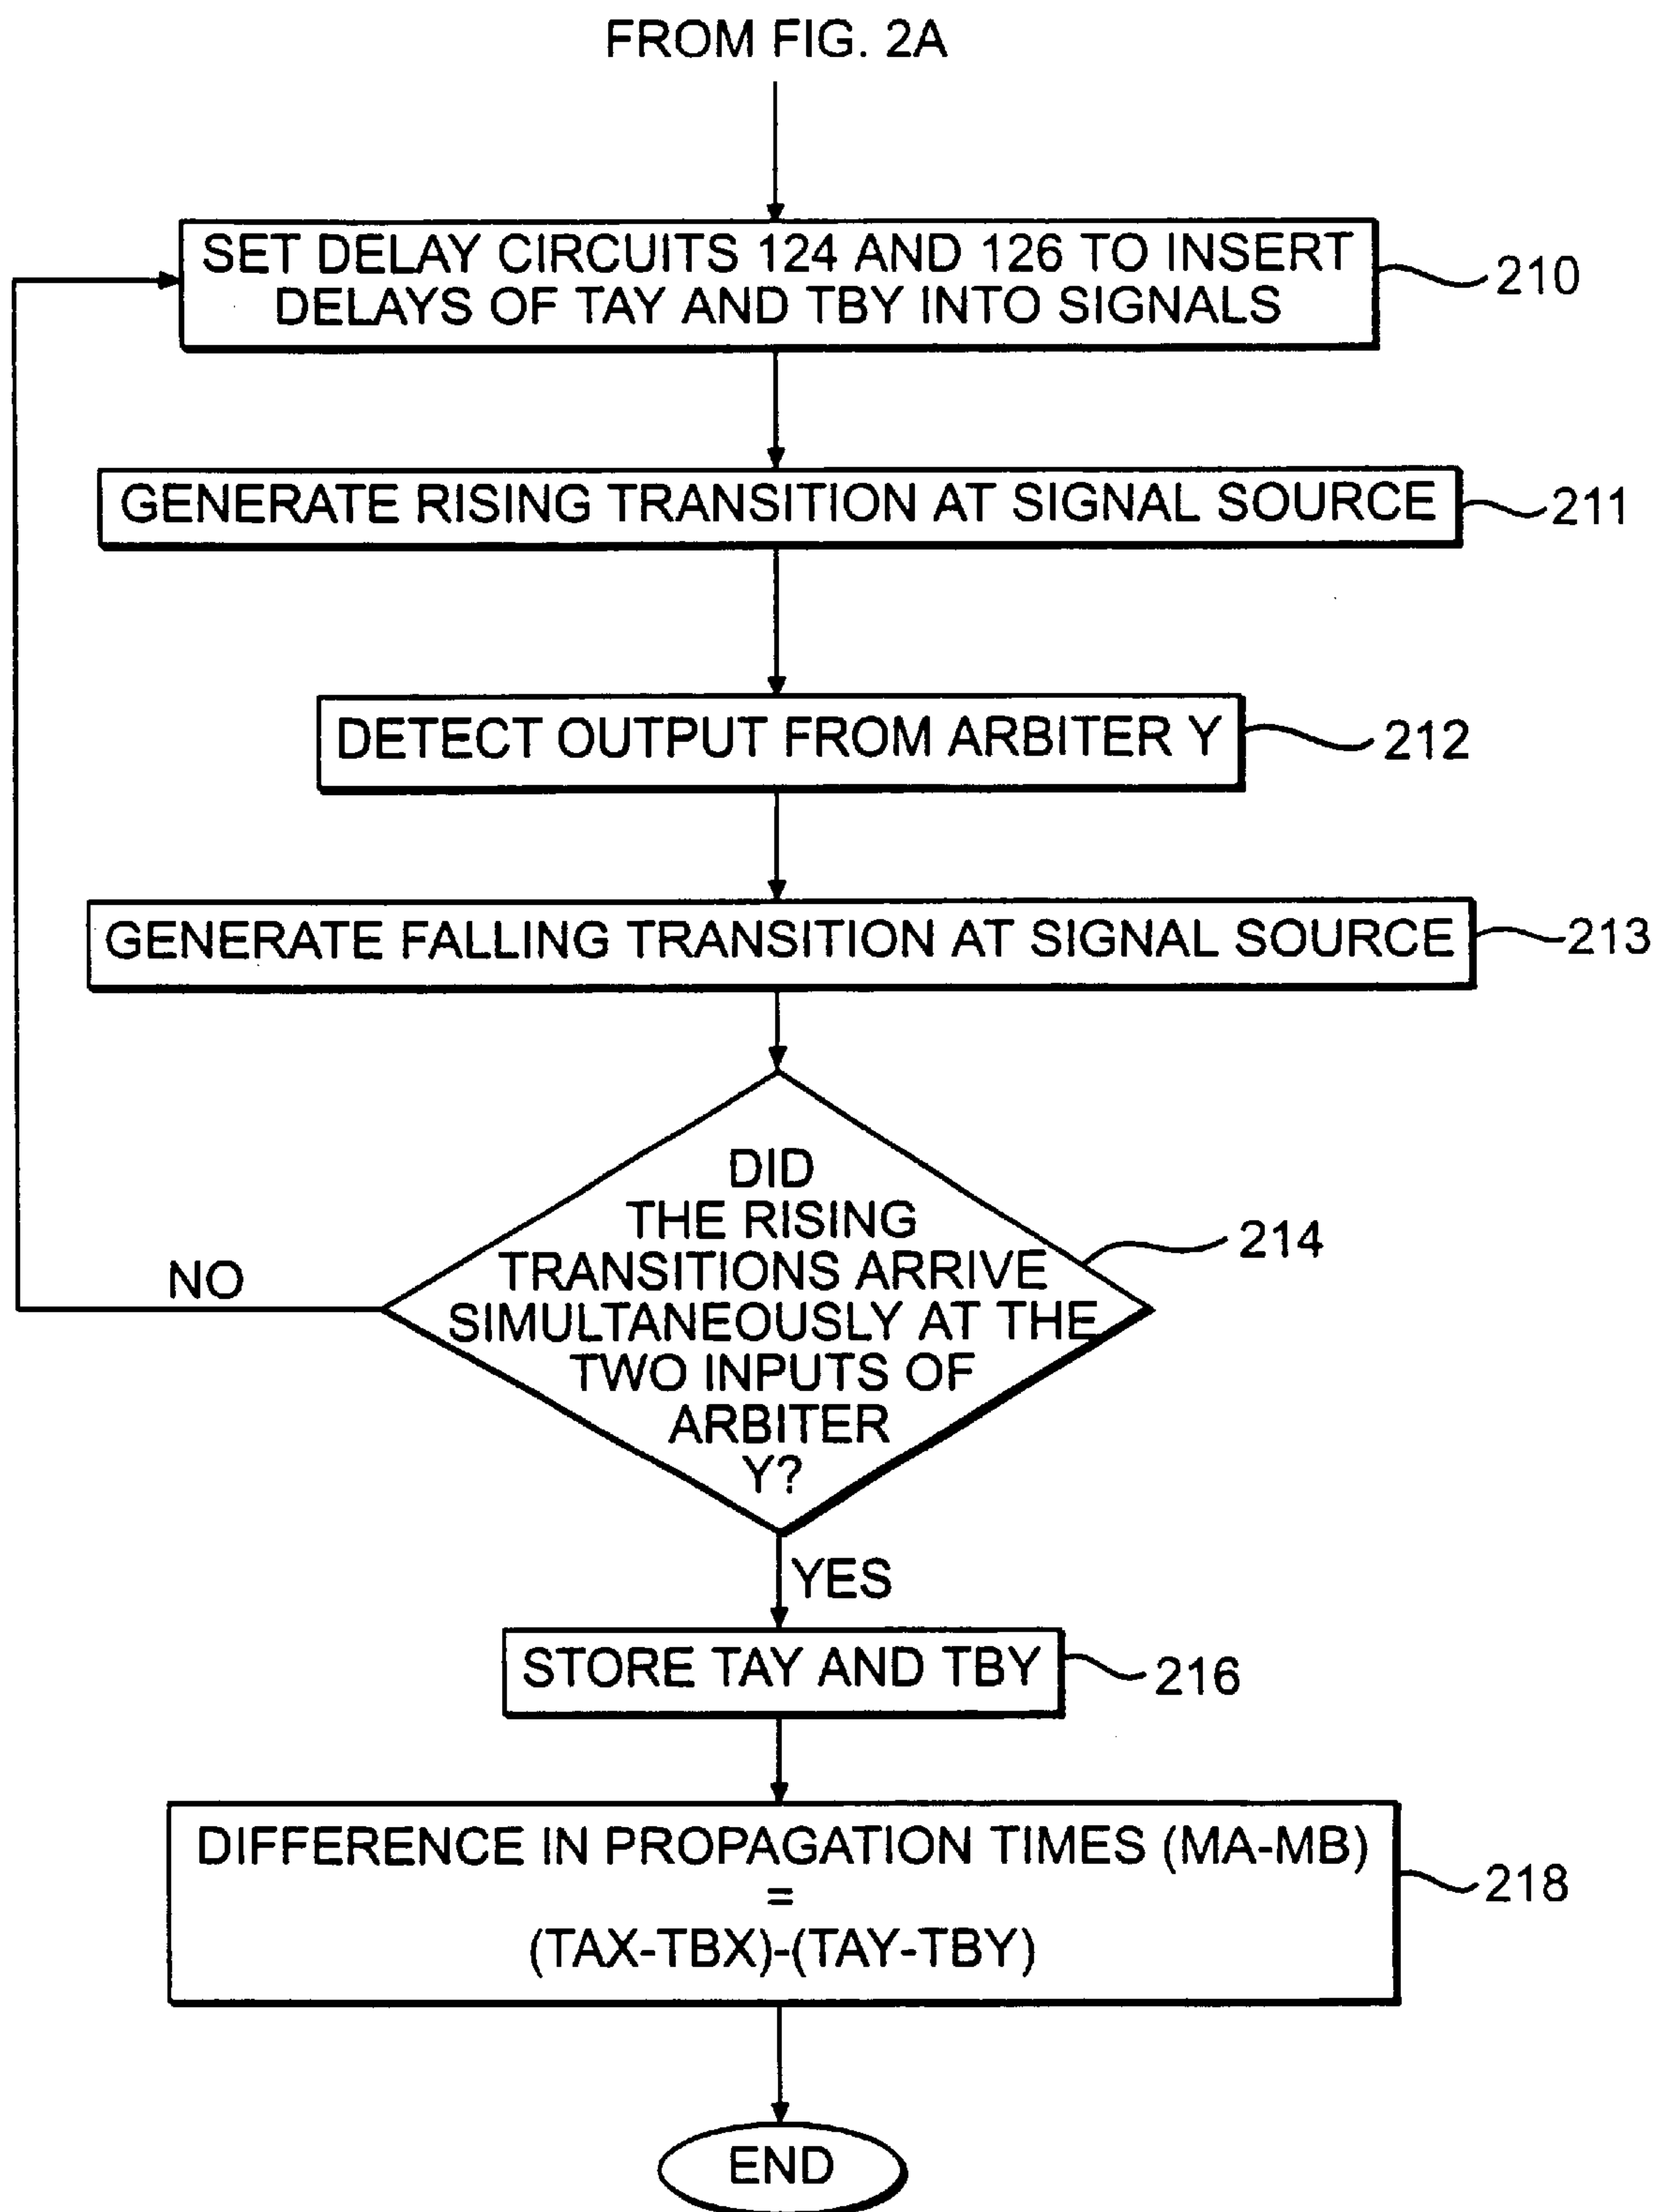 FROM FIG. 2A
SET DELAY CIRCUITS 124 AND 126 TO INSERT
DELAYS OF TAY AND TBY INTO SIGNALS
210
GENERATE RISING TRANSITION AT SIGNAL SOURCE
211
DETECT OUTPUT FROM ARBITER Y
212
GENERATE FALLING TRANSITION AT SIGNAL SOURCE
213
DID
THE RISING
TRANSITIONS ARRIVE
SIMULTANEOUSLY AT THE
TWO INPUTS OF
ARBITER
Y?
214
NO
YES
STORE TAY AND TBY
216
DIFFERENCE IN PROPAGATION TIMES (MA-MB)
=
(TAX-TBX)-(TAY-TBY)
218
END